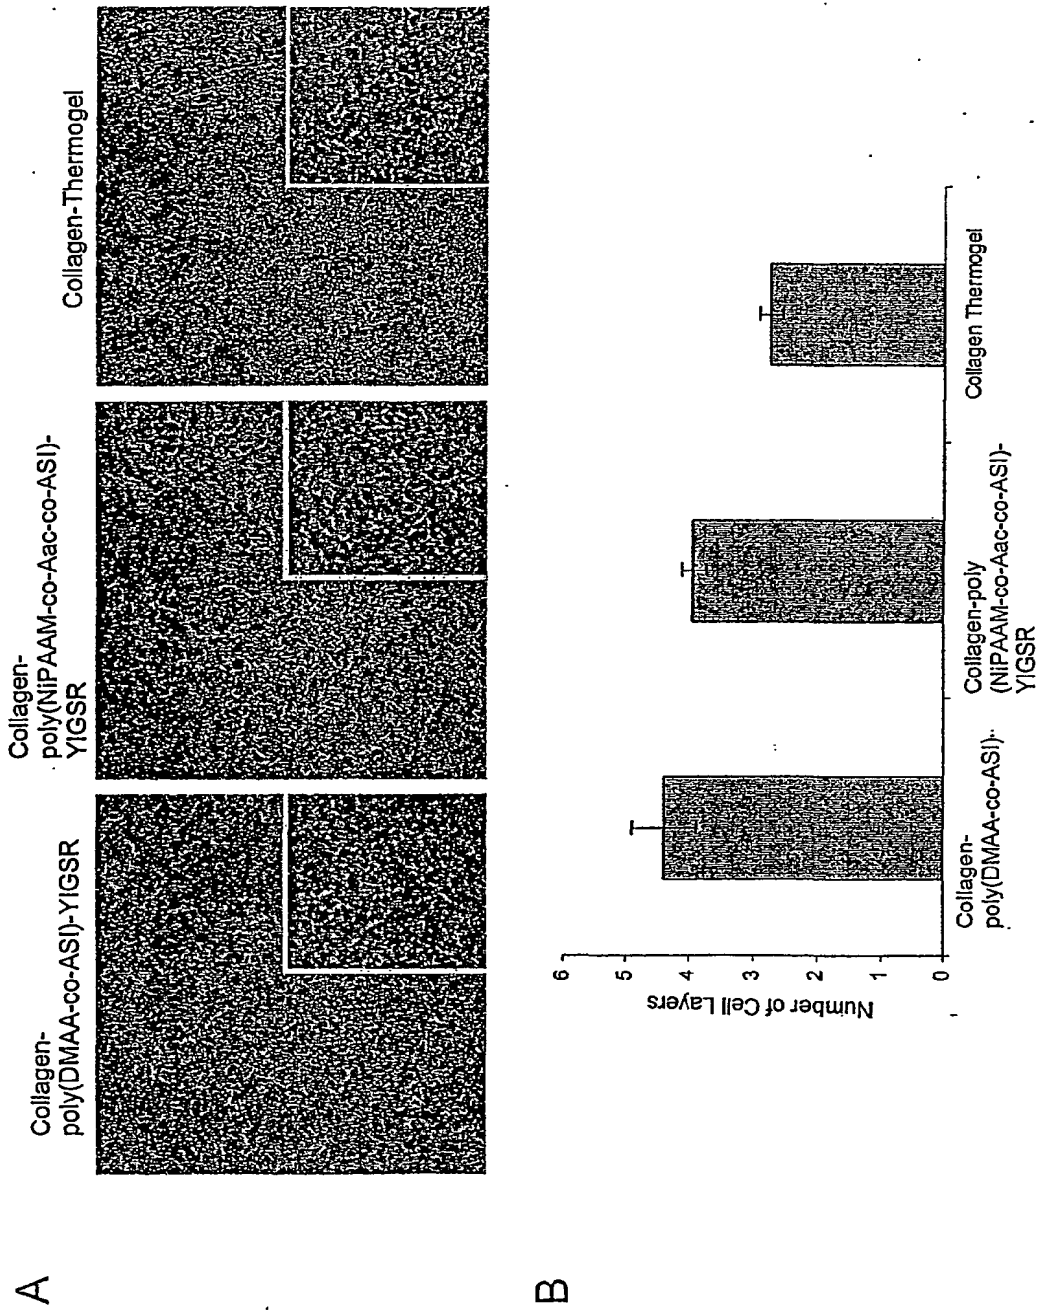 A
Collagen-
poly(DMAA-co-ASI)-YIGSR
Collagen-
poly(NiPAAM-co-Aac-co-ASI)-
YIGSR
Collagen-Thermogel
B
Number of Cell Layers
6
5
4
3
2
1
0
Collagen-
poly(DMAA-co-ASI)-
Collagen-poly
(NiPAAM-co-Aac-co-ASI)-
YIGSR
Collagen Thermogel